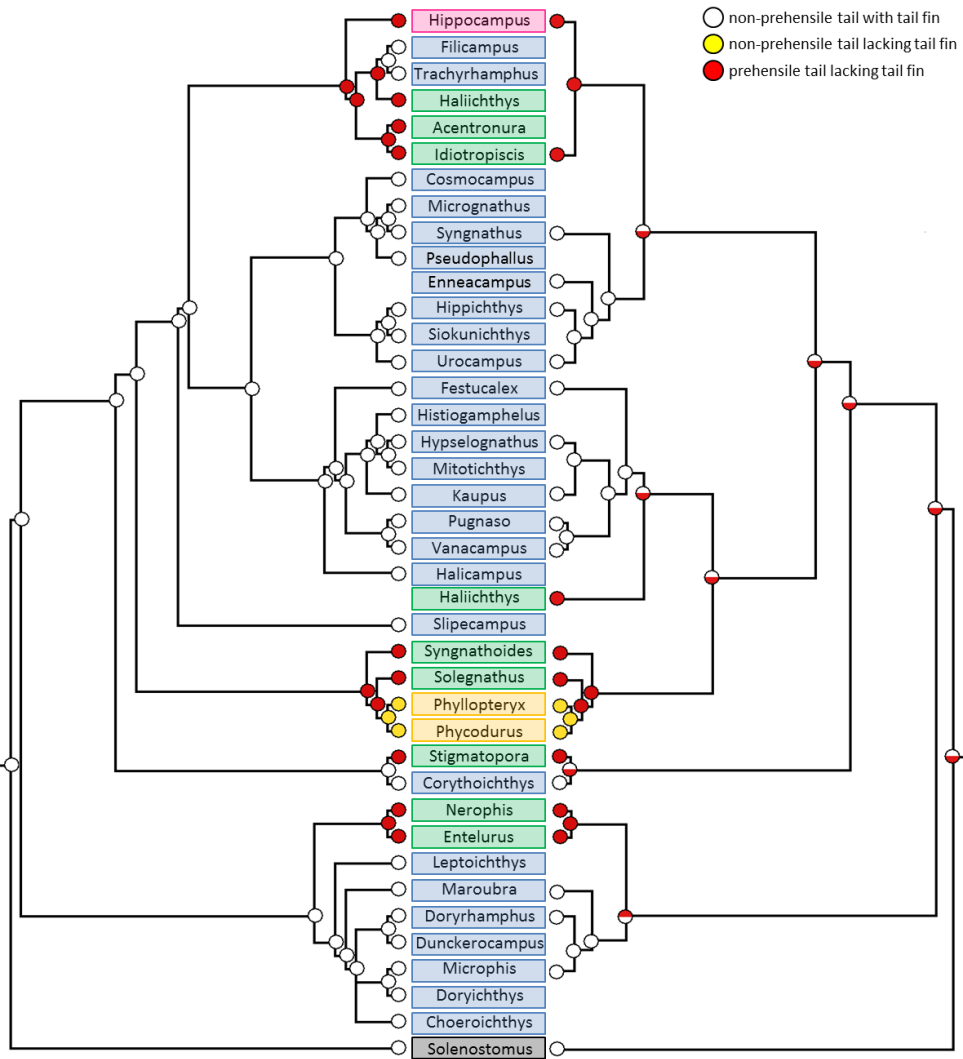 non-prehensile tail with tail fin
non-prehensile tail lacking tail fin
prehensile tail lacking tail fin
Hippocampus
Filicampus
Trachyrhamphus
Haliichthys
Acentronura
Idiotropiscis
Cosmocampus
Micrognathus
Syngnathus
Pseudophallus
Enneacampus
Hippichthys
Siokunichthys
Urocampus
Festucalex
Histiogamphelus
Hypselognathus
Mitotichthys
Kaupus
Pugnaso
Vanacampus
Halicampus
Haliichthys
Slipecampus
Syngnathoides
Solegnathus
Phyllopteryx
Phycodurus
Stigmatopora
Corythoichthys
Nerophis
Entelurus
Leptoichthys
Maroubra
Doryrhamphus
Dunckerocampus
Microphis
Doryichthys
Choeroichthys
Solenostomus